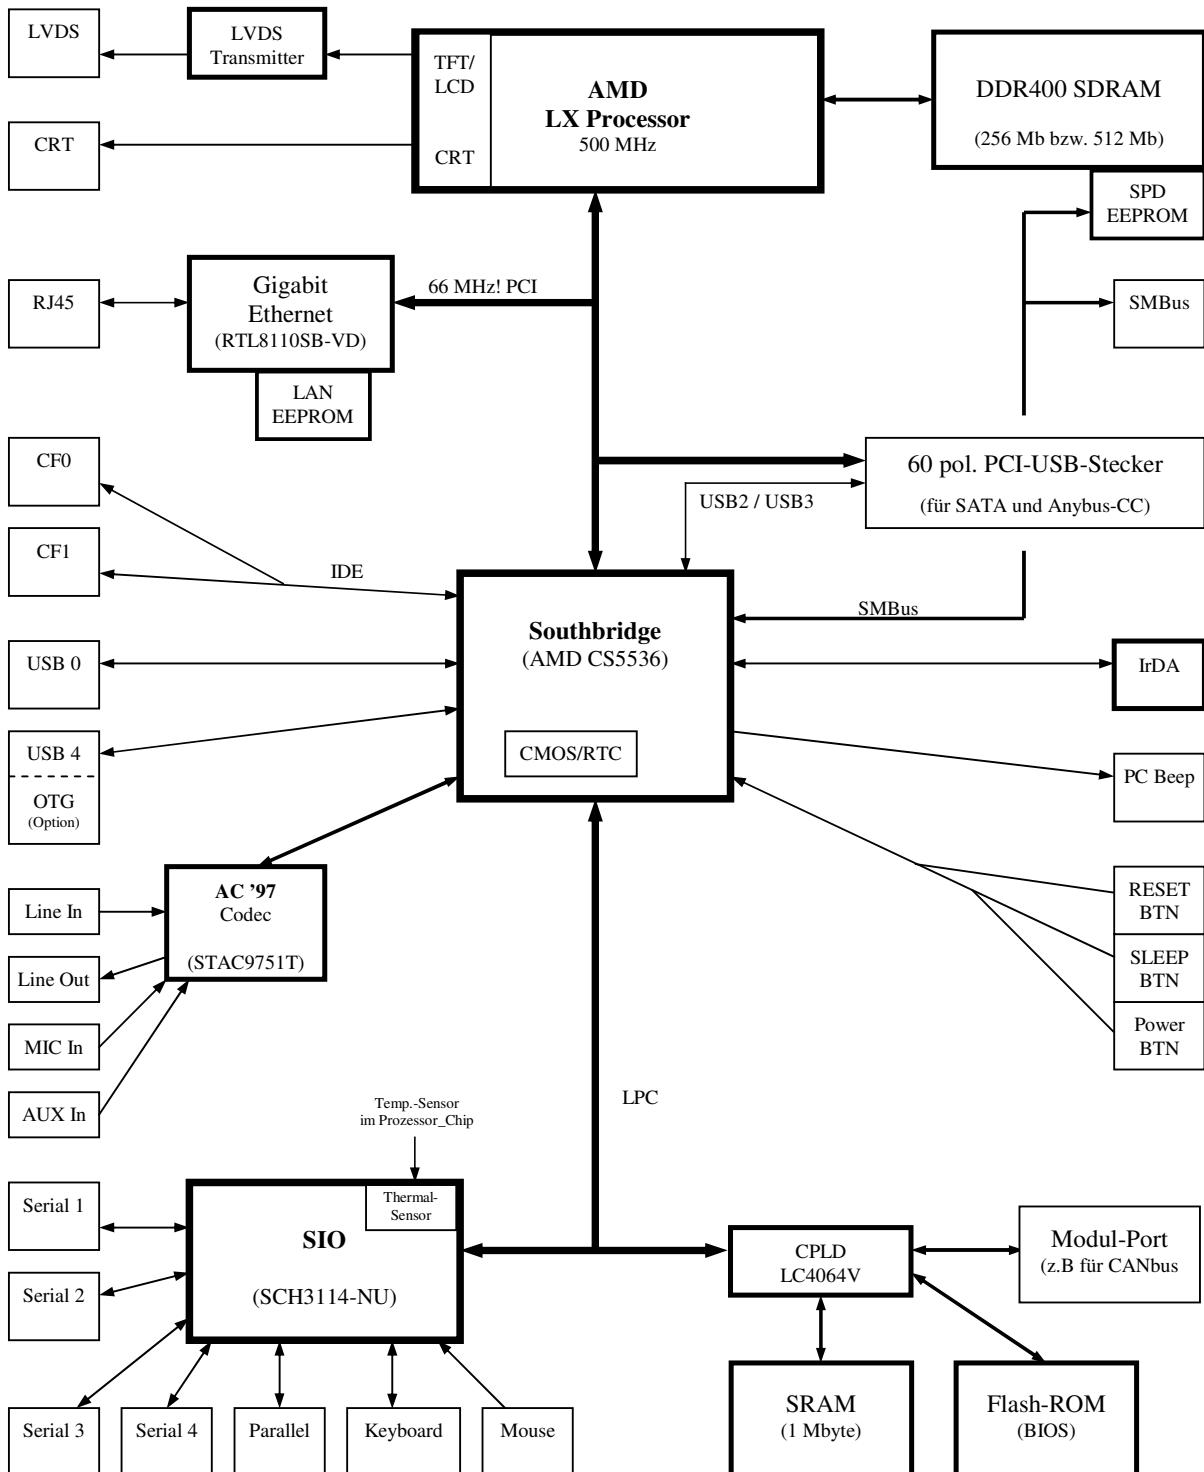 LVDS
LVDS
Transmitter
TFT/
LCD
CRT
AMD
LX Processor
500 MHz
DDR400 SDRAM
(256 Mb bzw. 512 Mb)
SPD
EEPROM
CRT
RJ45
Gigabit
Ethernet
(RTL8110SB-VD)
LAN
EEPROM
66 MHz! PCI
SMBus
CF0
CF1
IDE
60 pol. PCI-USB-Stecker
(für SATA und Anybus-CC)
USB2 / USB3
SMBus
Southbridge
(AMD CS5536)
CMOS/RTC
USB 0
USB 4
OTG
(Option)
IrDA
PC Beep
RESET
BTN
SLEEP
BTN
Power
BTN
AC ’97
Codec
(STAC9751T)
Line In
Line Out
MIC In
AUX In
LPC
Temp.-Sensor
im Prozessor_Chip
Thermal-
Sensor
SIO
(SCH3114-NU)
Serial 1
Serial 2
Serial 3
Serial 4
Parallel
Keyboard
Mouse
CPLD
LC4064V
Modul-Port
(z.B für CANbus
SRAM
(1 Mbyte)
Flash-ROM
(BIOS)